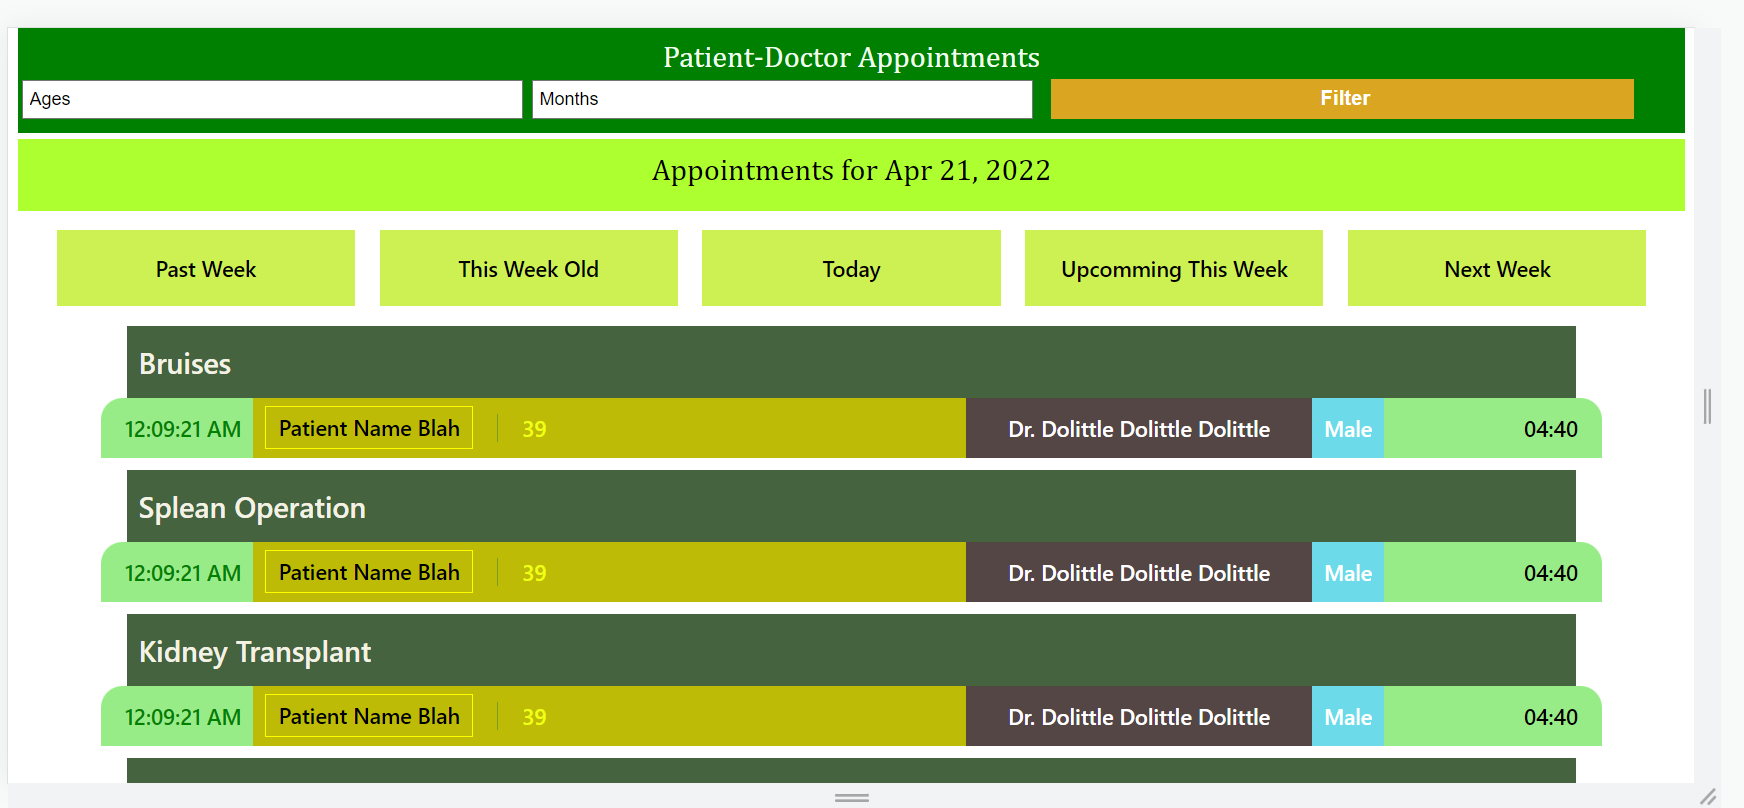 Patient-Doctor Appointments
Ages Months Filter
Appointments for Apr 21, 2022
Past Week This Week Old Today Upcomming This Week Next Week
Bruises
12:09:21 AM Patient Name Blah 39 Dr. Dolittle Dolittle Dolittle Male 04:40
Splean Operation
12:09:21 AM Patient Name Blah 39 Dr. Dolittle Dolittle Dolittle Male 04:40
Kidney Transplant
12:09:21 AM Patient Name Blah 39 Dr. Dolittle Dolittle Dolittle Male 04:40